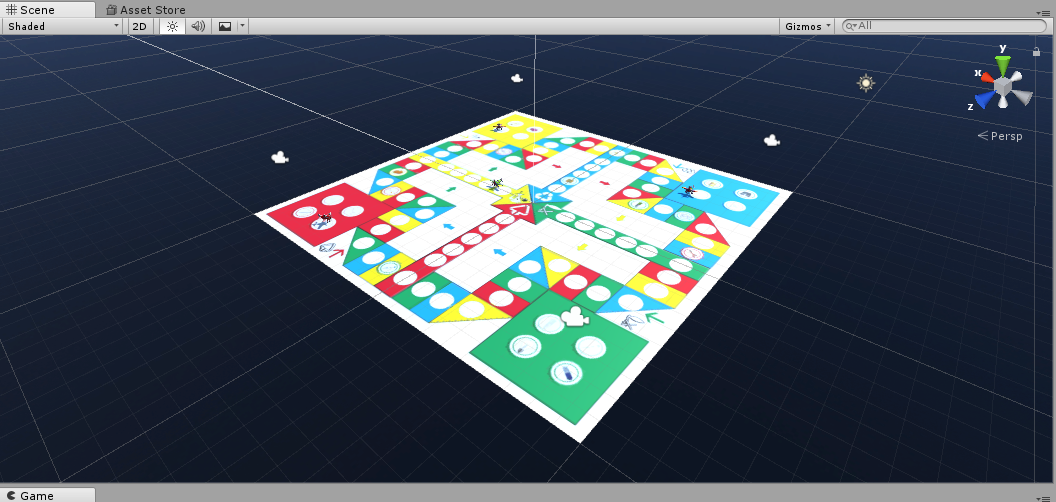 Scene Asset Store
Shaded 2D Gizmos All
y
x
z
Persp
Game